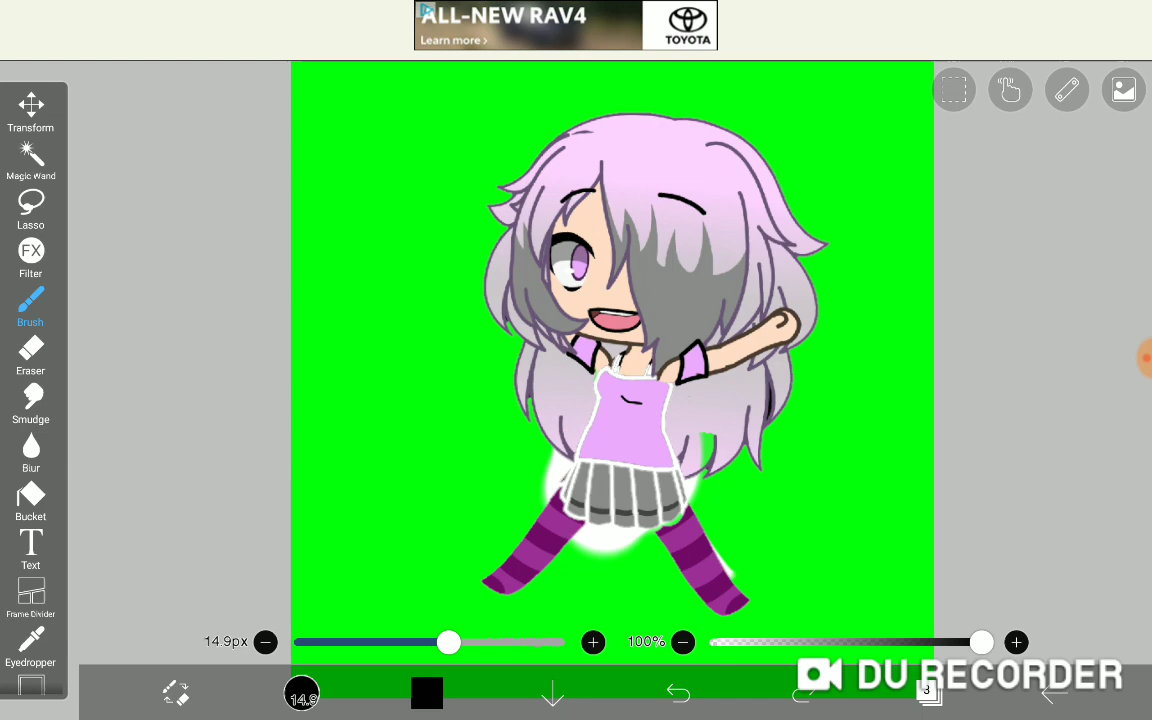 ALL-NEW RAV4
Learn more >
TOYOTA
Transform
Magic Wand
Lasso
FX
Filter
Brush
Eraser
Smudge
Blur
Bucket
T
Text
Frame Divider
Eyedropper
14.9px
100%
14.9
3
DU RECORDER